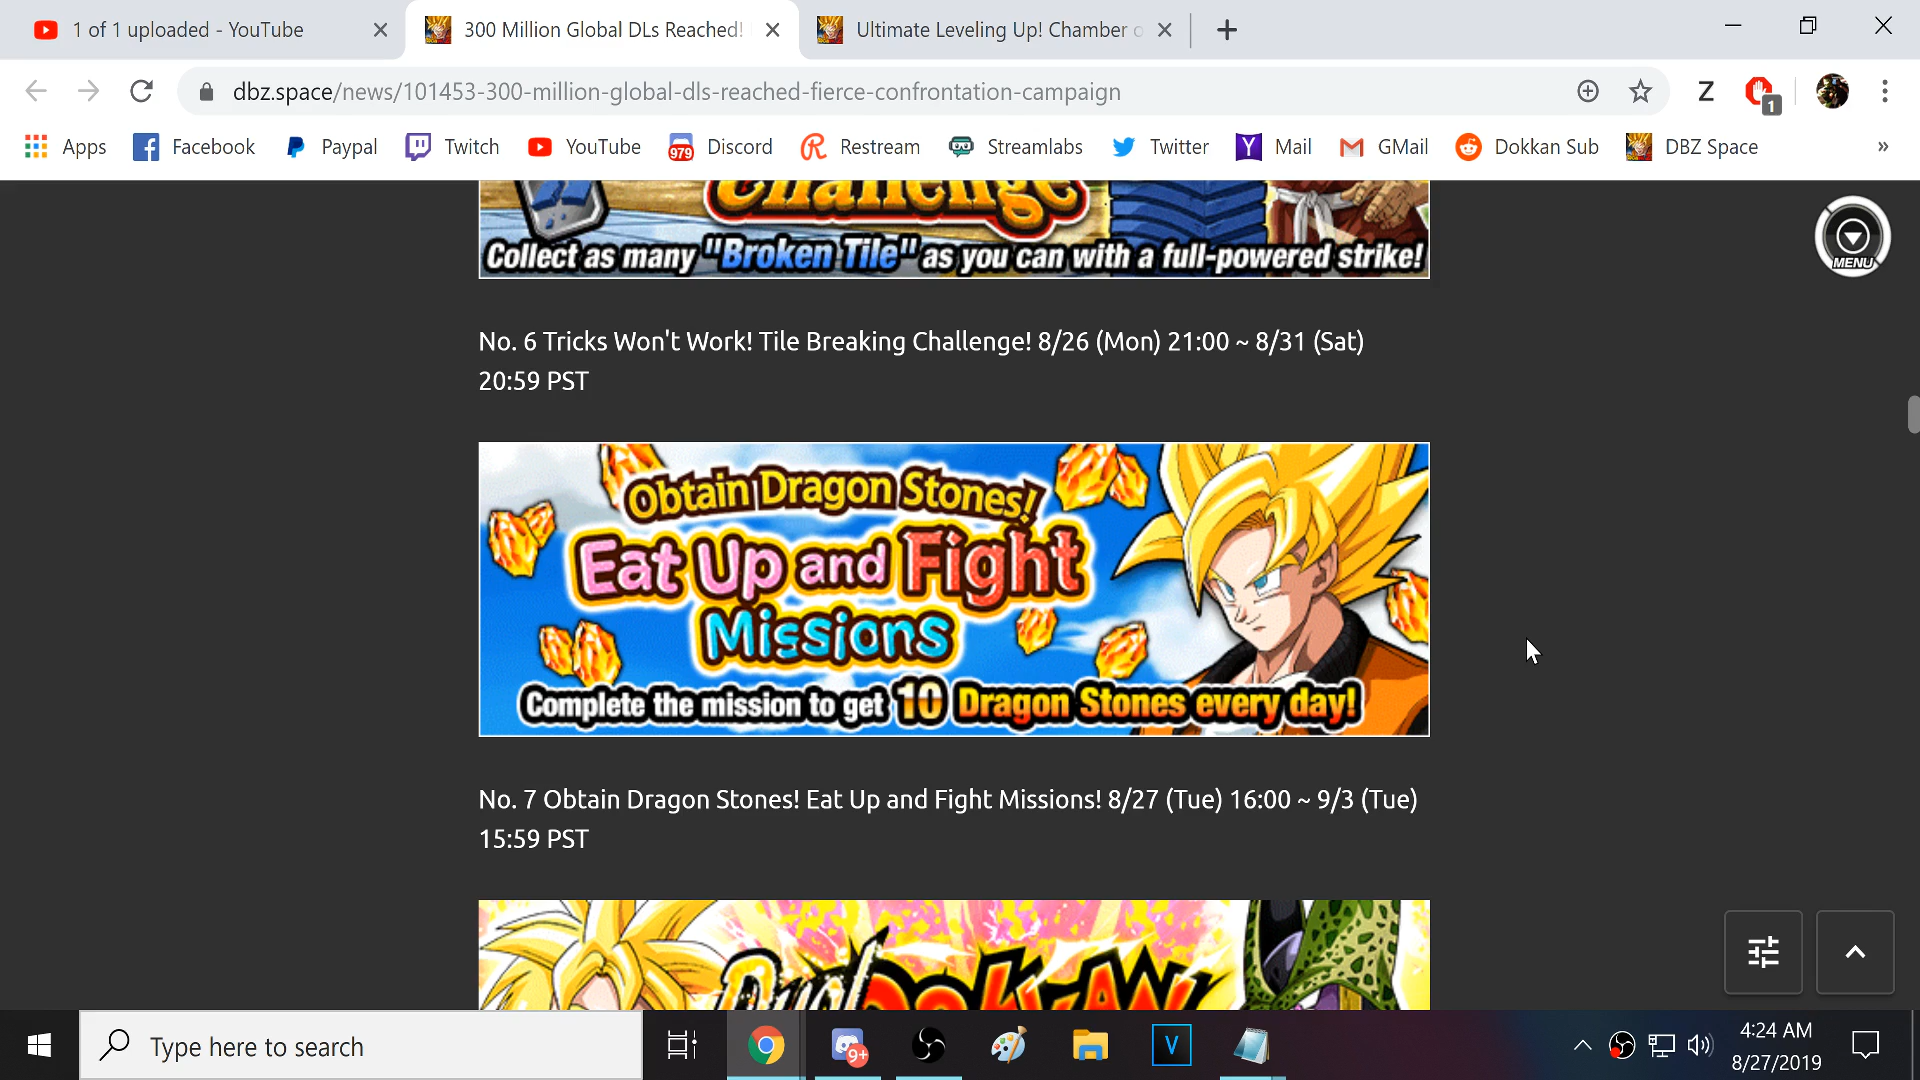 1 of 1 uploaded - YouTube
300 Million Global DLs Reached!
Ultimate Leveling Up! Chamber o
dbz.space/news/101453-300-million-global-dls-reached-fierce-confrontation-campaign
Z
1
Apps
Facebook
Paypal
Twitch
YouTube
979
Discord
Restream
Streamlabs
Twitter
Mail
GMail
Dokkan Sub
DBZ Space
»
Challenge
Collect as many "Broken Tile" as you can with a full-powered strike!
MENU
No. 6 Tricks Won't Work! Tile Breaking Challenge! 8/26 (Mon) 21:00 ~ 8/31 (Sat)
20:59 PST
Obtain Dragon Stones!
Eat Up and Fight
Missions
Complete the mission to get 10 Dragon Stones every day!
No. 7 Obtain Dragon Stones! Eat Up and Fight Missions! 8/27 (Tue) 16:00 ~ 9/3 (Tue)
15:59 PST
Dual DOKKAN
Type here to search
9+
V
4:24 AM
8/27/2019